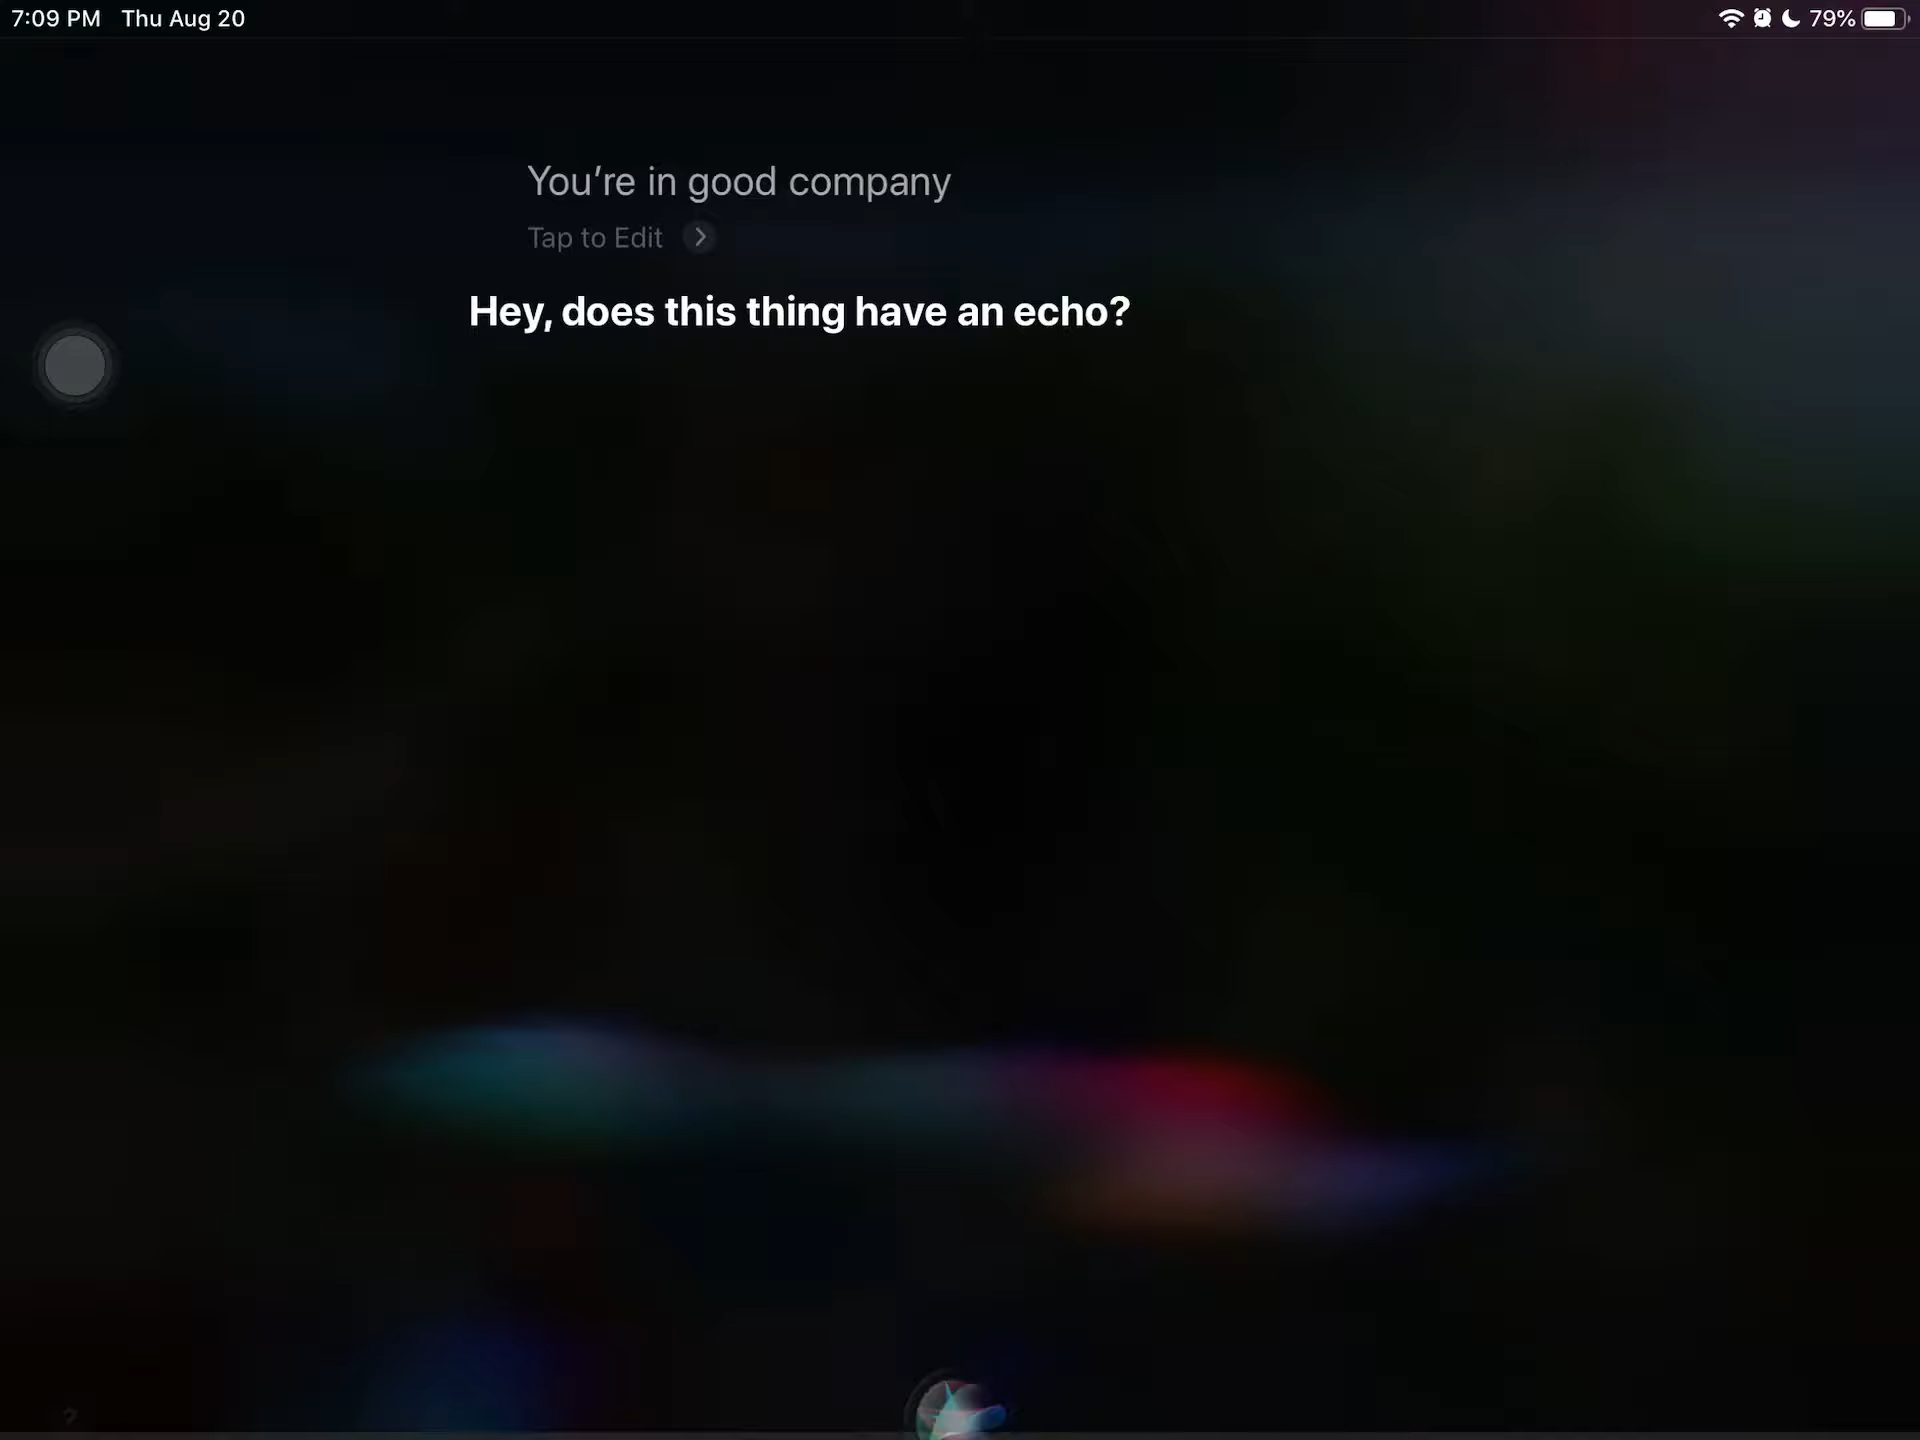 7:09 PM Thu Aug 20 79%
You’re in good company
Tap to Edit
Hey, does this thing have an echo?
?